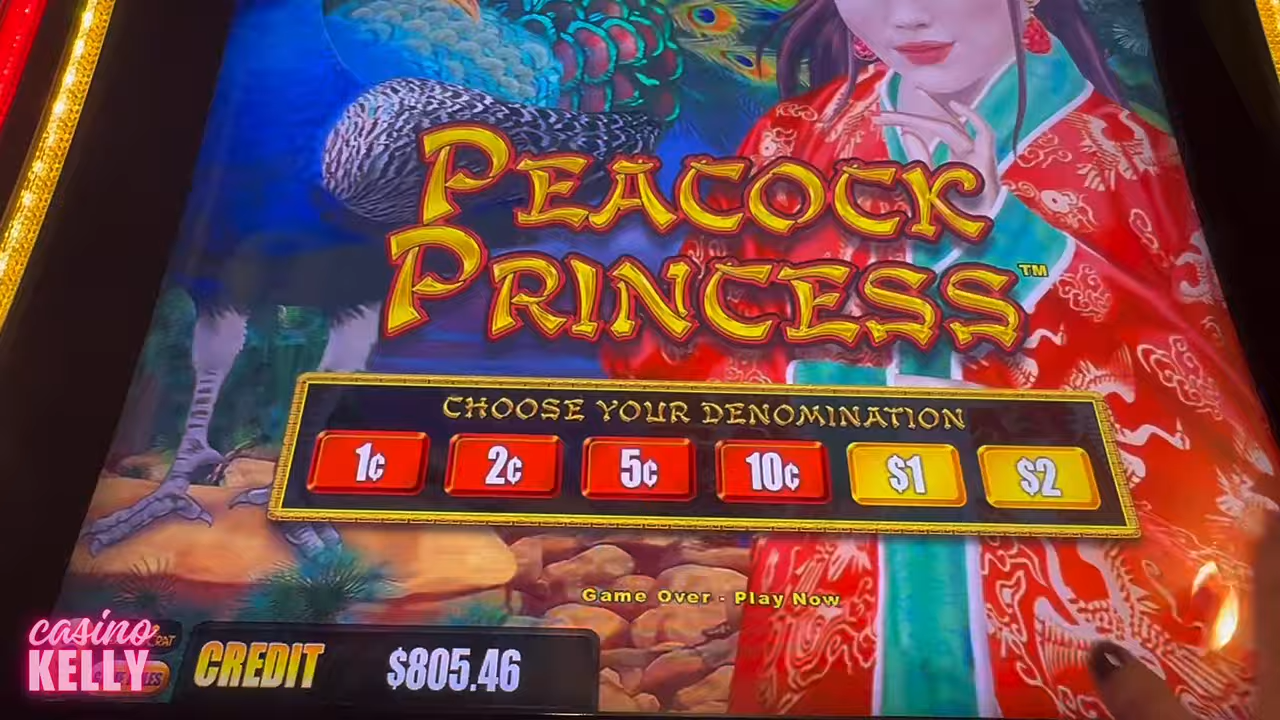 PEACOCK
PRINCESS™
CHOOSE YOUR DENOMINATION
1¢ 2¢ 5¢ 10¢ $1 $2
Game Over - Play Now
CREDIT $805.46
casino
KELLY